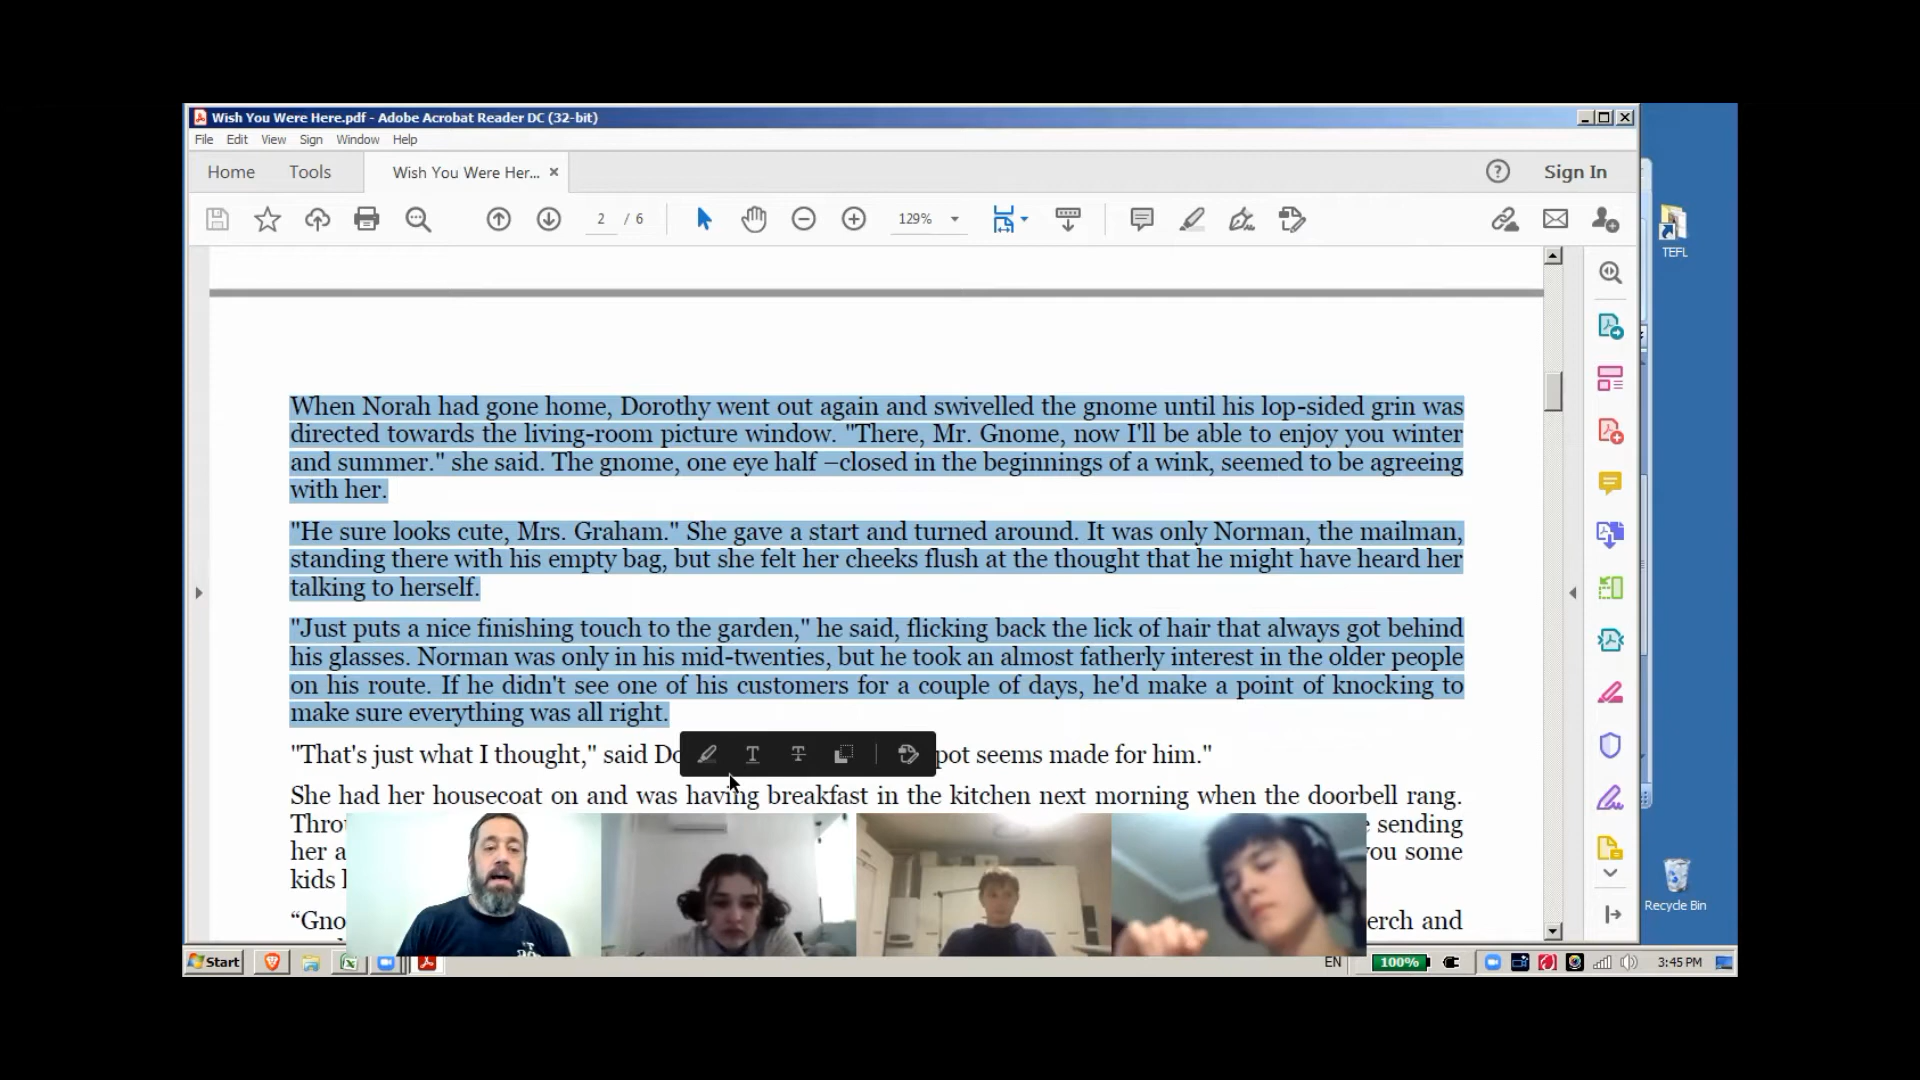 Wish You Were Here.pdf - Adobe Acrobat Reader DC (32-bit)
File Edit View Sign Window Help
Home Tools Wish You Were Her... × Sign In
2 / 6 129%
TEFL
When Norah had gone home, Dorothy went out again and swivelled the gnome until his lop-sided grin was
directed towards the living-room picture window. "There, Mr. Gnome, now I'll be able to enjoy you winter
and summer." she said. The gnome, one eye half –closed in the beginnings of a wink, seemed to be agreeing
with her.
"He sure looks cute, Mrs. Graham." She gave a start and turned around. It was only Norman, the mailman,
standing there with his empty bag, but she felt her cheeks flush at the thought that he might have heard her
talking to herself.
"Just puts a nice finishing touch to the garden," he said, flicking back the lick of hair that always got behind
his glasses. Norman was only in his mid-twenties, but he took an almost fatherly interest in the older people
on his route. If he didn't see one of his customers for a couple of days, he'd make a point of knocking to
make sure everything was all right.
"That's just what I thought," said Do pot seems made for him."
She had her housecoat on and was having breakfast in the kitchen next morning when the doorbell rang.
Thro sending
her a you some
kids
"Gno erch and
Recycle Bin
Start EN 100% 3:45 PM